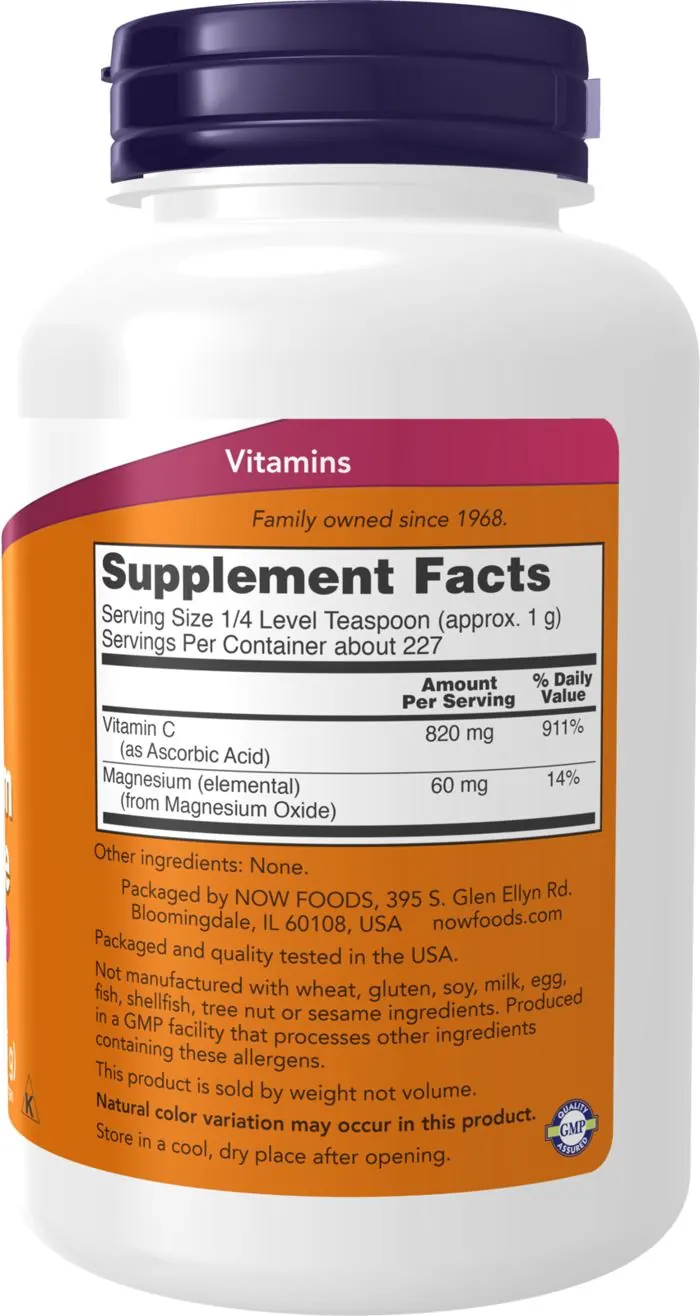 Vitamins
Family owned since 1968.
Supplement Facts
Serving Size 1/4 Level Teaspoon (approx. 1 g)
Servings Per Container about 227
Amount Per Serving % Daily Value
Vitamin C (as Ascorbic Acid) 820 mg 911%
Magnesium (elemental) (from Magnesium Oxide) 60 mg 14%
Other ingredients: None.
Packaged by NOW FOODS, 395 S. Glen Ellyn Rd.
Bloomingdale, IL 60108, USA nowfoods.com
Packaged and quality tested in the USA.
Not manufactured with wheat, gluten, soy, milk, egg,
fish, shellfish, tree nut or sesame ingredients. Produced
in a GMP facility that processes other ingredients
containing these allergens.
This product is sold by weight not volume.
Natural color variation may occur in this product.
Store in a cool, dry place after opening.
QUALITY
GMP
ASSURED
K